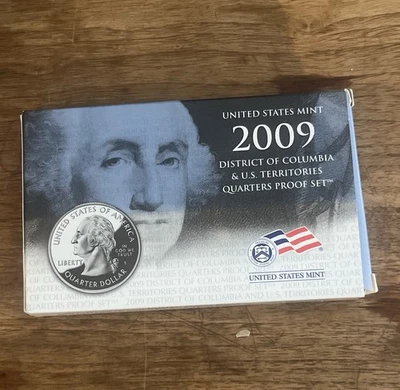 UNITED STATES MINT
2009
DISTRICT OF COLUMBIA
& U.S. TERRITORIES
QUARTERS PROOF SET™
UNITED STATES OF AMERICA
LIBERTY
IN
GOD WE
TRUST
S
QUARTER DOLLAR
UNITED STATES MINT